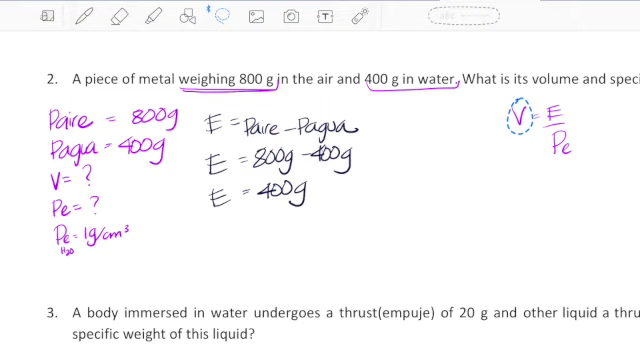 abc
2. A piece of metal weighing 800 g in the air and 400 g in water. What is its volume and speci
Paire = 800g
Pagua = 400g
V = ?
Pe = ?
Pe H2O = 1g/cm³
E = Paire - Pagua
E = 800g - 400g
E = 400g
V = E / Pe
3. A body immersed in water undergoes a thrust(empuje) of 20 g and other liquid a thru
specific weight of this liquid?